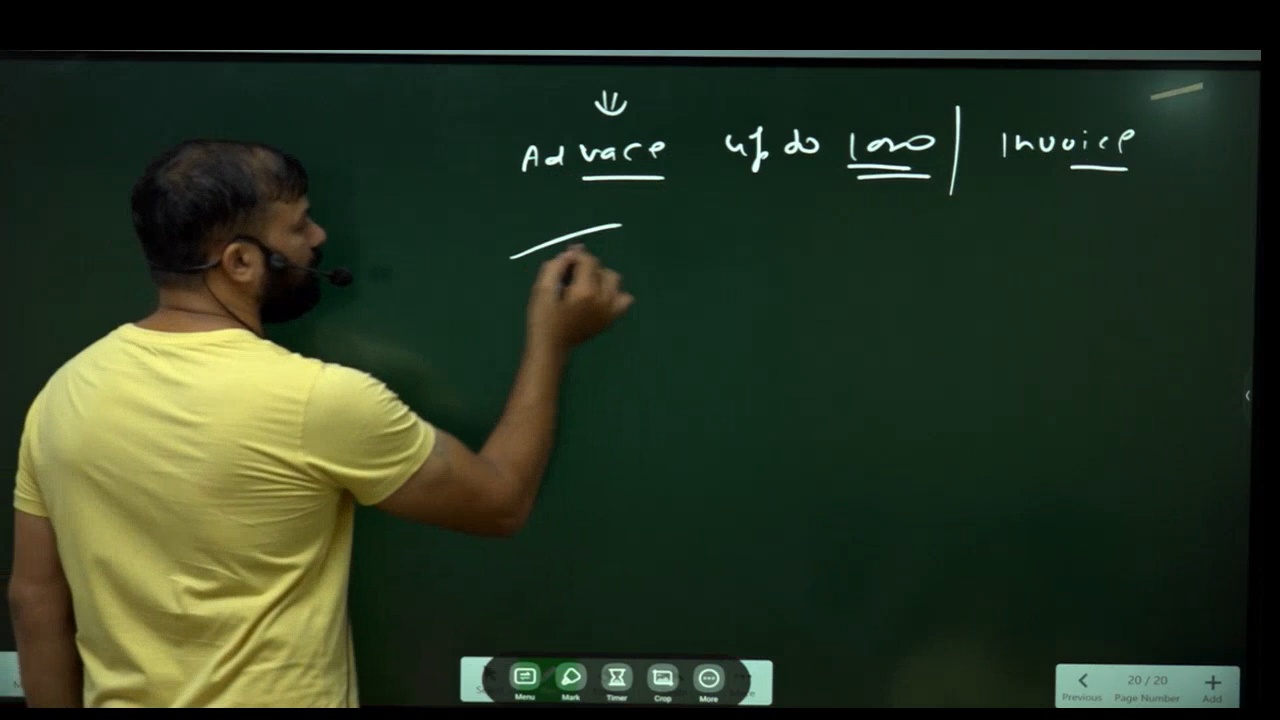 Advace upto 1000 | Invoice
Menu Mark Timer Crop More
20 / 20
Previous Page Number Add